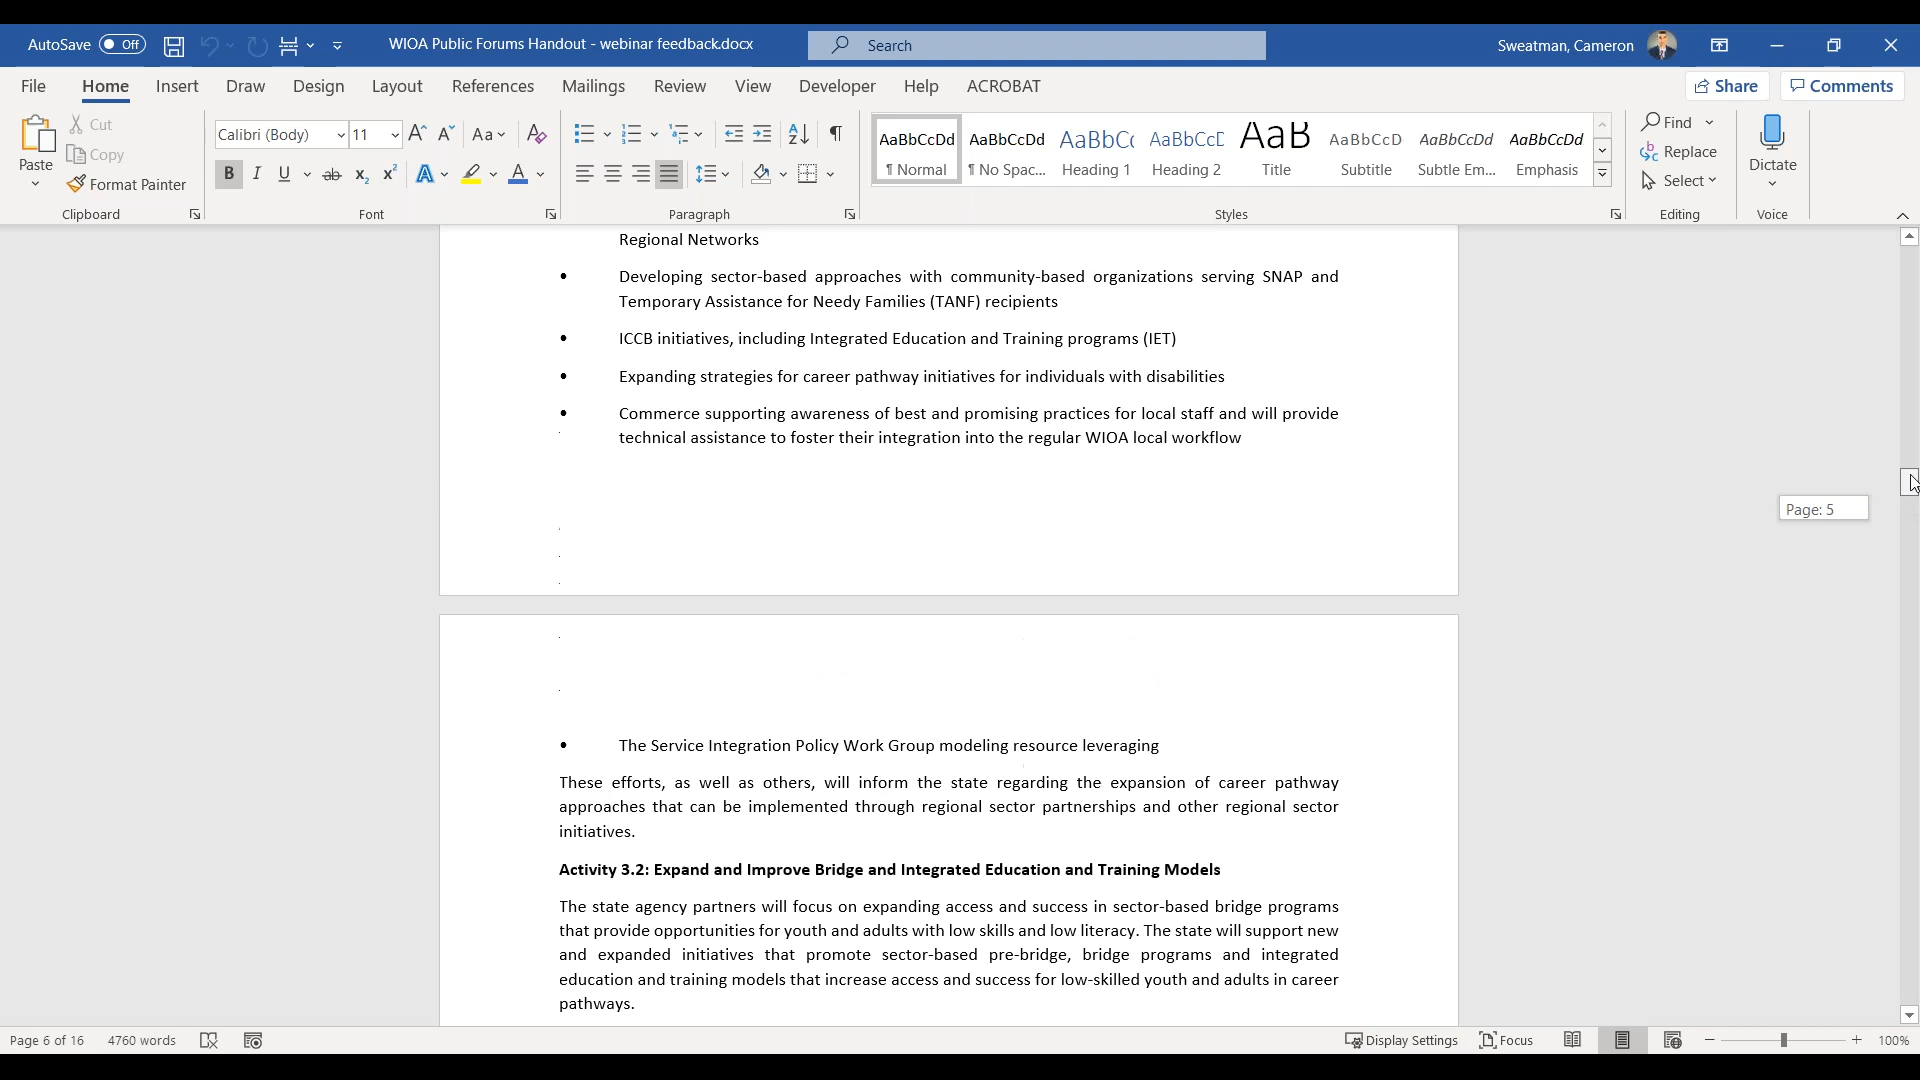 AutoSave Off WIOA Public Forums Handout - webinar feedback.docx Search Sweatman, Cameron
File Home Insert Draw Design Layout References Mailings Review View Developer Help ACROBAT Share Comments
Paste Cut Copy Format Painter
Clipboard
Calibri (Body) 11
Font
Paragraph
AaBbCcDd AaBbCcDd AaBbC AaBbCcD AaB AaBbCcD AaBbCcDd AaBbCcDd
¶ Normal ¶ No Spac... Heading 1 Heading 2 Title Subtitle Subtle Em... Emphasis
Styles
Find
Replace
Select
Editing
Dictate
Voice
Regional Networks
• Developing sector-based approaches with community-based organizations serving SNAP and
Temporary Assistance for Needy Families (TANF) recipients
• ICCB initiatives, including Integrated Education and Training programs (IET)
• Expanding strategies for career pathway initiatives for individuals with disabilities
• Commerce supporting awareness of best and promising practices for local staff and will provide
technical assistance to foster their integration into the regular WIOA local workflow
Page: 5
• The Service Integration Policy Work Group modeling resource leveraging
These efforts, as well as others, will inform the state regarding the expansion of career pathway
approaches that can be implemented through regional sector partnerships and other regional sector
initiatives.
Activity 3.2: Expand and Improve Bridge and Integrated Education and Training Models
The state agency partners will focus on expanding access and success in sector-based bridge programs
that provide opportunities for youth and adults with low skills and low literacy. The state will support new
and expanded initiatives that promote sector-based pre-bridge, bridge programs and integrated
education and training models that increase access and success for low-skilled youth and adults in career
pathways.
Page 6 of 16 4760 words Display Settings Focus 100%